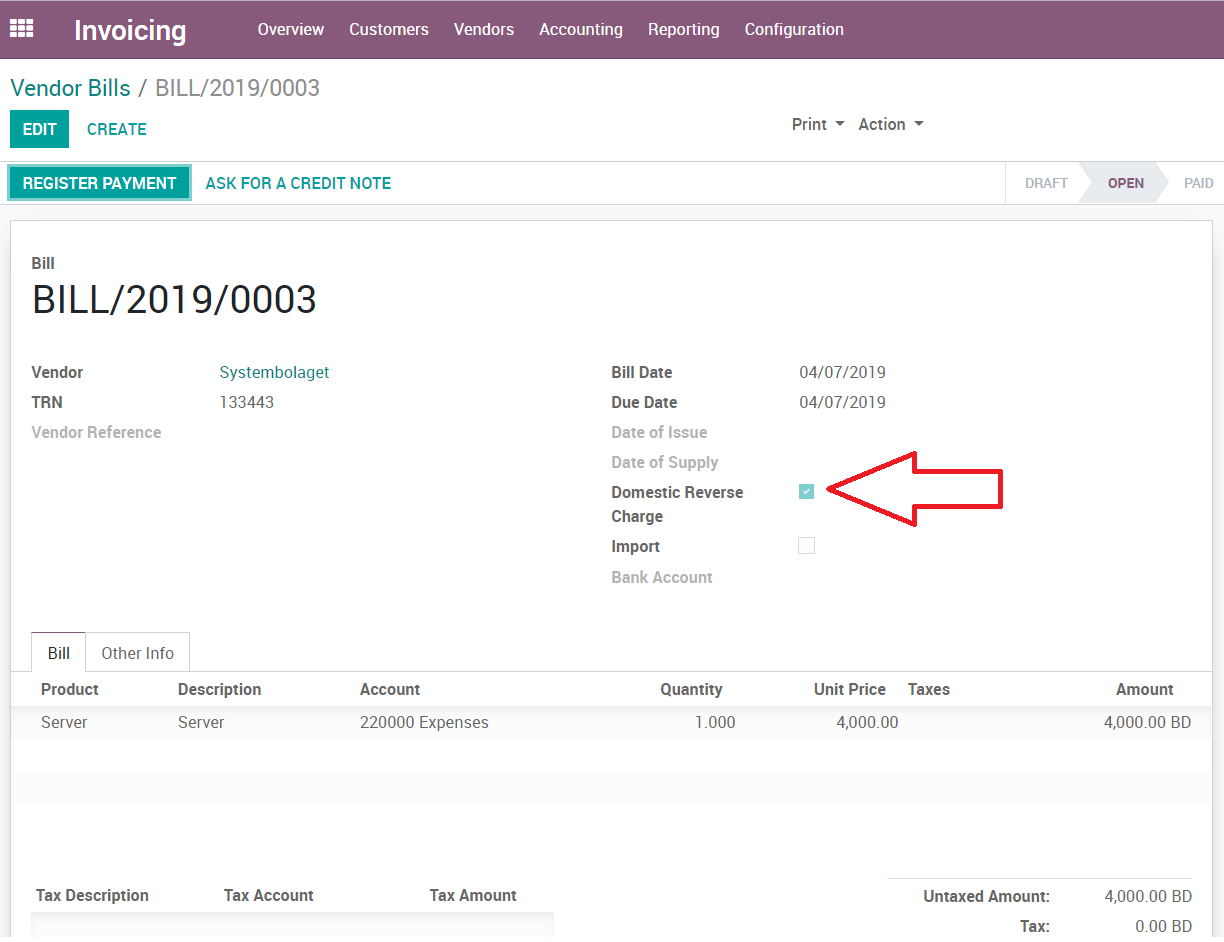 Invoicing Overview Customers Vendors Accounting Reporting Configuration
Vendor Bills / BILL/2019/0003
EDIT CREATE Print Action
REGISTER PAYMENT ASK FOR A CREDIT NOTE DRAFT OPEN PAID
Bill
BILL/2019/0003
Vendor Systembolaget Bill Date 04/07/2019
TRN 133443 Due Date 04/07/2019
Vendor Reference Date of Issue
Date of Supply
Domestic Reverse
Charge
Import
Bank Account
Bill Other Info
Product Description Account Quantity Unit Price Taxes Amount
Server Server 220000 Expenses 1.000 4,000.00 4,000.00 BD
Tax Description Tax Account Tax Amount Untaxed Amount: 4,000.00 BD
Tax: 0.00 BD